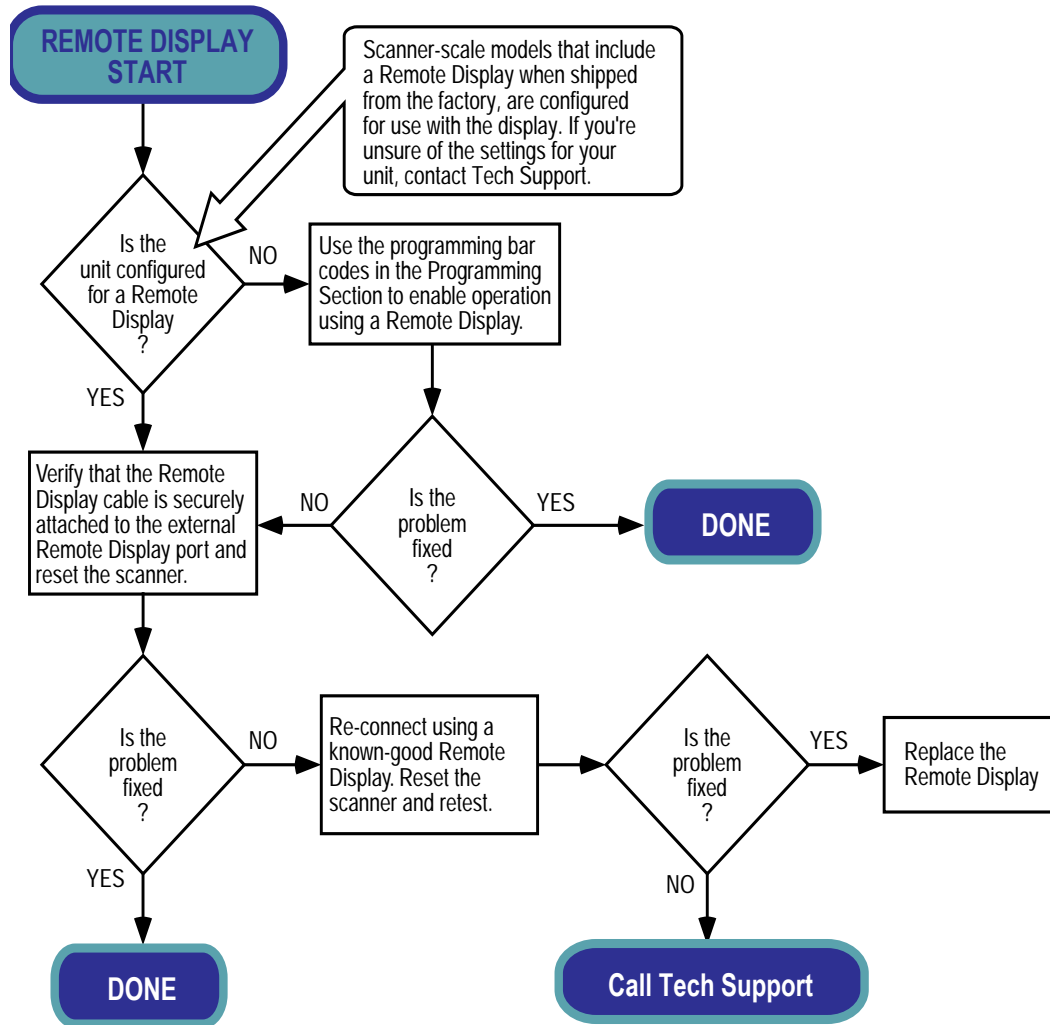 REMOTE DISPLAY
START
Scanner-scale models that include
a Remote Display when shipped
from the factory, are configured
for use with the display. If you're
unsure of the settings for your
unit, contact Tech Support.
Is the
unit configured
for a Remote
Display
?
NO
Use the programming bar
codes in the Programming
Section to enable operation
using a Remote Display.
YES
Verify that the Remote
Display cable is securely
attached to the external
Remote Display port and
reset the scanner.
NO
Is the
problem
fixed
?
YES
DONE
Is the
problem
fixed
?
NO
Re-connect using a
known-good Remote
Display. Reset the
scanner and retest.
Is the
problem
fixed
?
YES
Replace the
Remote Display
YES
NO
DONE
Call Tech Support